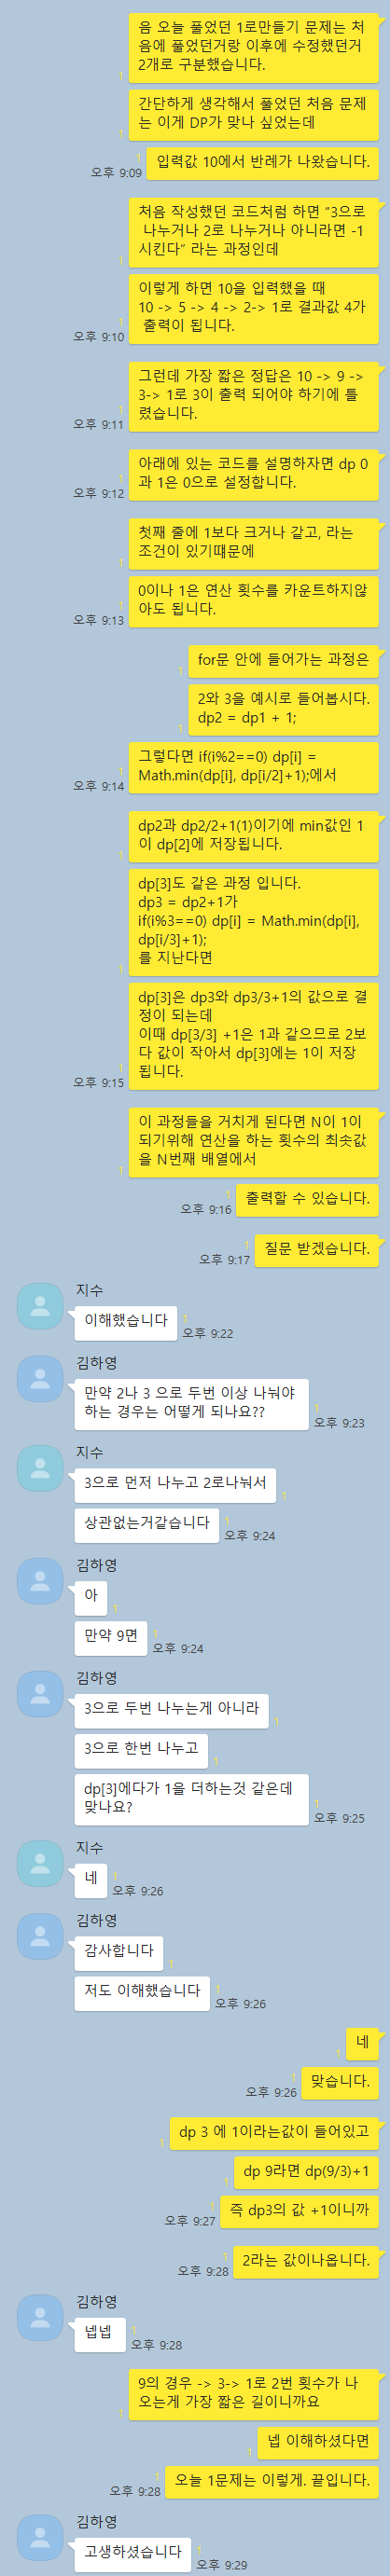 음 오늘 풀었던 1로만들기 문제는 처
음에 풀었던거랑 이후에 수정했던거
2개로 구분했습니다.
1
간단하게 생각해서 풀었던 처음 문제
는 이게 DP가 맞나 싶었는데
1
입력값 10에서 반례가 나왔습니다.
1
오후 9:09
처음 작성했던 코드처럼 하면 "3으로
나누거나 2로 나누거나 아니라면 -1
시킨다" 라는 과정인데
1
이렇게 하면 10을 입력했을 때
10 -> 5 -> 4 -> 2-> 1로 결과값 4가
출력이 됩니다.
1
오후 9:10
그런데 가장 짧은 정답은 10 -> 9 ->
3-> 1로 3이 출력 되어야 하기에 틀
렸습니다.
1
오후 9:11
아래에 있는 코드를 설명하자면 dp 0
과 1은 0으로 설정합니다.
1
오후 9:12
첫째 줄에 1보다 크거나 같고, 라는
조건이 있기때문에
1
0이나 1은 연산 횟수를 카운트하지않
아도 됩니다.
1
오후 9:13
for문 안에 들어가는 과정은
1
2와 3을 예시로 들어봅시다.
dp2 = dp1 + 1;
1
그렇다면 if(i%2==0) dp[i] =
Math.min(dp[i], dp[i/2]+1);에서
1
오후 9:14
dp2과 dp2/2+1(1)이기에 min값인 1
이 dp[2]에 저장됩니다.
1
dp[3]도 같은 과정 입니다.
dp3 = dp2+1가
if(i%3==0) dp[i] = Math.min(dp[i],
dp[i/3]+1);
를 지난다면
1
dp[3]은 dp3와 dp3/3+1의 값으로 결
정이 되는데
이때 dp[3/3] +1은 1과 같으므로 2보
다 값이 작아서 dp[3]에는 1이 저장
됩니다.
1
오후 9:15
이 과정들을 거치게 된다면 N이 1이
되기위해 연산을 하는 횟수의 최솟값
을 N번째 배열에서
1
출력할 수 있습니다.
1
오후 9:16
질문 받겠습니다.
1
오후 9:17
지수
이해했습니다
1
오후 9:22
김하영
만약 2나 3 으로 두번 이상 나눠야
하는 경우는 어떻게 되나요??
1
오후 9:23
지수
3으로 먼저 나누고 2로나눠서
1
상관없는거같습니다
1
오후 9:24
김하영
아
1
만약 9면
1
오후 9:24
김하영
3으로 두번 나누는게 아니라
1
3으로 한번 나누고
1
dp[3]에다가 1을 더하는것 같은데
맞나요?
1
오후 9:25
지수
네
1
오후 9:26
김하영
감사합니다
1
저도 이해했습니다
1
오후 9:26
네
1
맞습니다.
1
오후 9:26
dp 3 에 1이라는값이 들어있고
1
dp 9라면 dp(9/3)+1
1
즉 dp3의 값 +1이니까
1
오후 9:27
2라는 값이나옵니다.
1
오후 9:28
김하영
넵넵
1
오후 9:28
9의 경우 -> 3-> 1로 2번 횟수가 나
오는게 가장 짧은 길이니까요
1
넵 이해하셨다면
1
오늘 1문제는 이렇게. 끝입니다.
1
오후 9:28
김하영
고생하셨습니다
1
오후 9:29